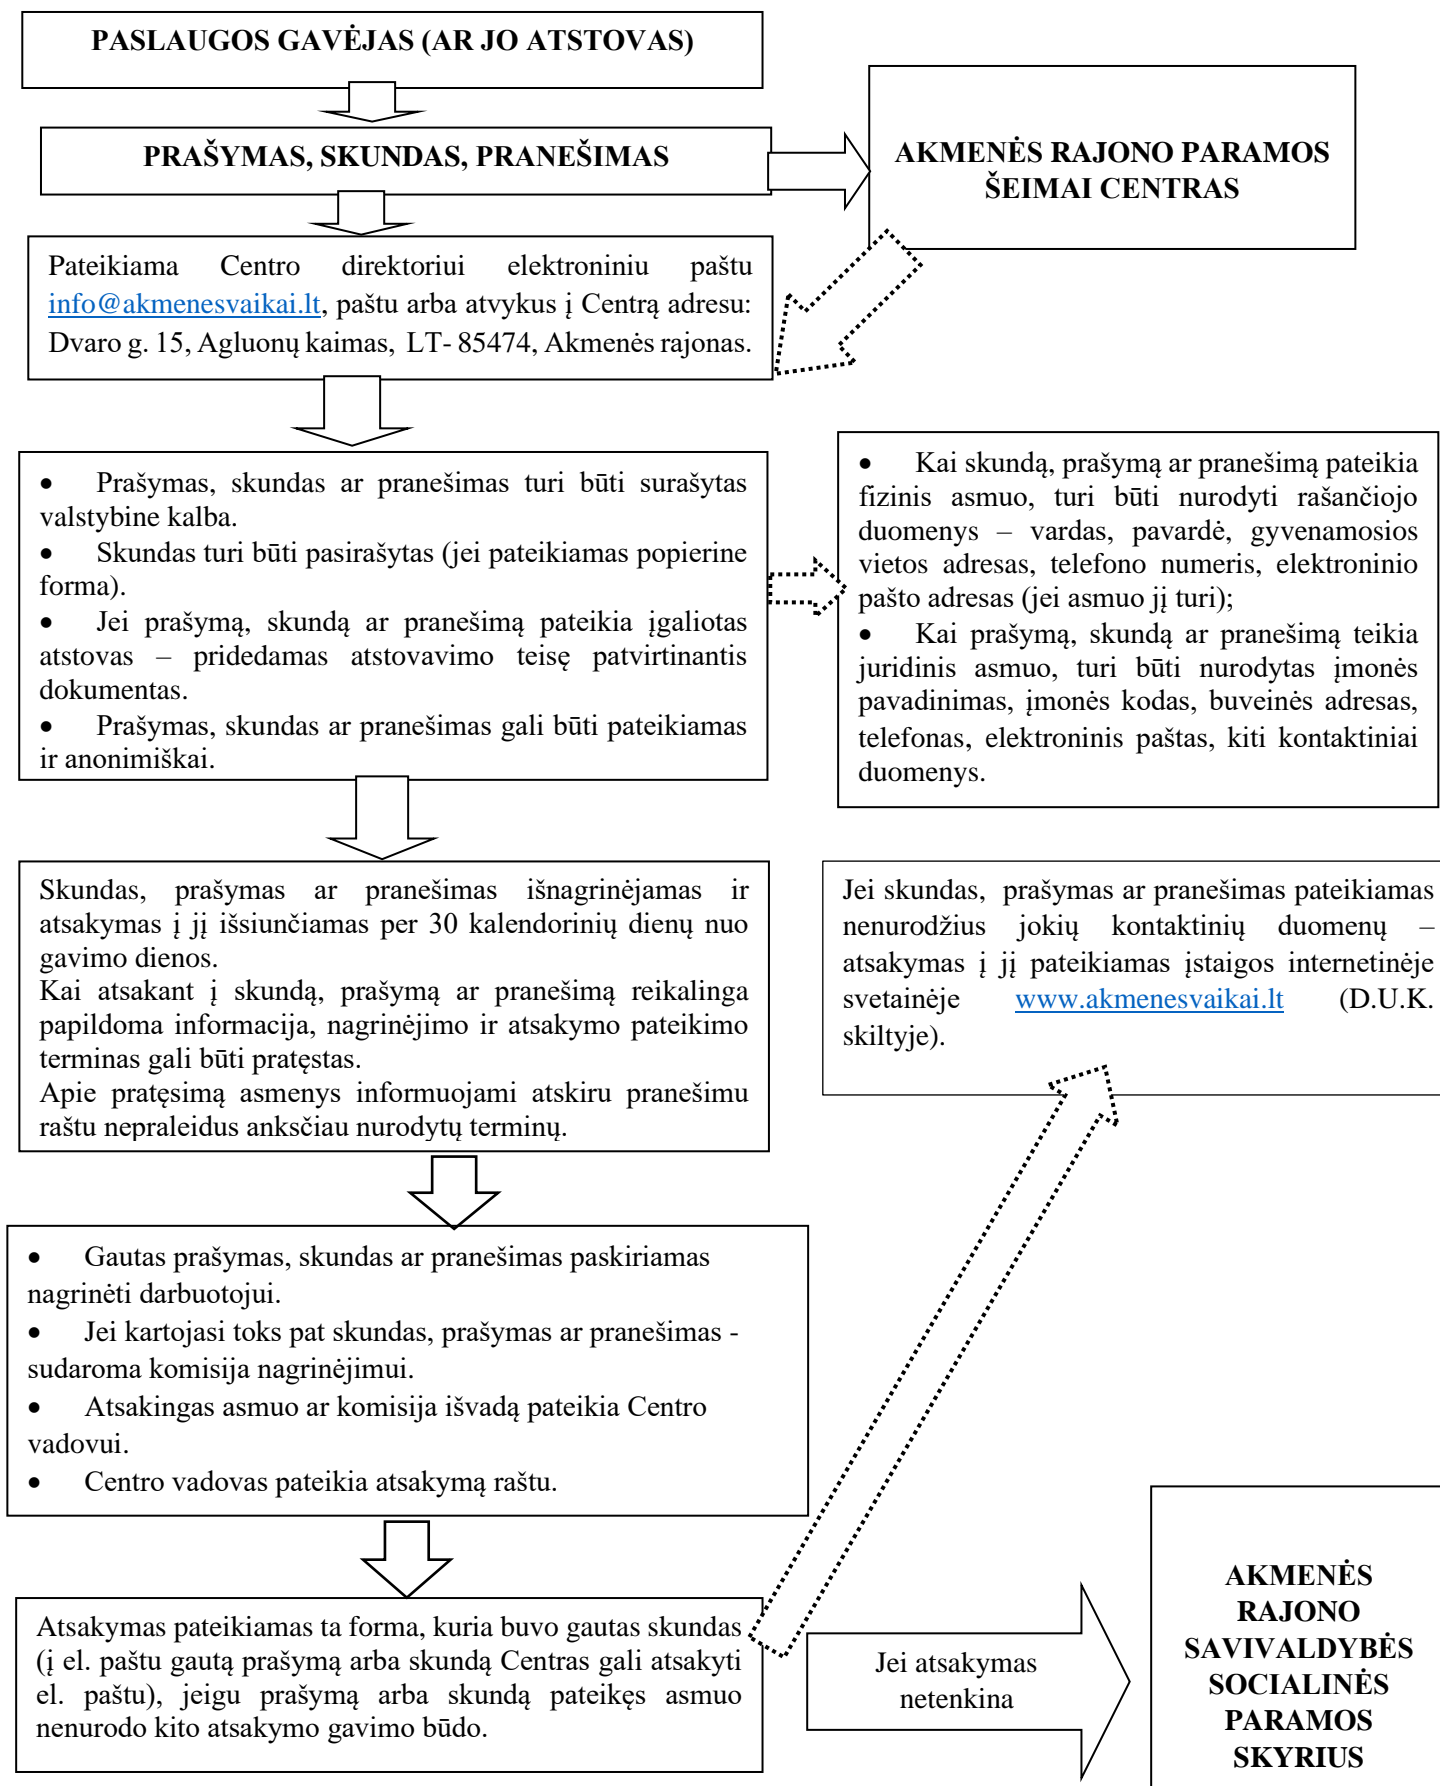 PASLAUGOS GAVĖJAS (AR JO ATSTOVAS)
PRAŠYMAS, SKUNDAS, PRANEŠIMAS
AKMENĖS RAJONO PARAMOS
ŠEIMAI CENTRAS
Pateikiama Centro direktoriui elektroniniu paštu
info@akmenesvaikai.lt, paštu arba atvykus į Centrą adresu:
Dvaro g. 15, Agluonų kaimas, LT- 85474, Akmenės rajonas.
• Prašymas, skundas ar pranešimas turi būti surašytas
valstybine kalba.
• Skundas turi būti pasirašytas (jei pateikiamas popierine
forma).
• Jei prašymą, skundą ar pranešimą pateikia įgaliotas
atstovas – pridedamas atstovavimo teisę patvirtinantis
dokumentas.
• Prašymas, skundas ar pranešimas gali būti pateikiamas
ir anonimiškai.
• Kai skundą, prašymą ar pranešimą pateikia
fizinis asmuo, turi būti nurodyti rašančiojo
duomenys – vardas, pavardė, gyvenamosios
vietos adresas, telefono numeris, elektroninio
pašto adresas (jei asmuo jį turi);
• Kai prašymą, skundą ar pranešimą teikia
juridinis asmuo, turi būti nurodytas įmonės
pavadinimas, įmonės kodas, buveinės adresas,
telefonas, elektroninis paštas, kiti kontaktiniai
duomenys.
Skundas, prašymas ar pranešimas išnagrinėjamas ir
atsakymas į jį išsiunčiamas per 30 kalendorinių dienų nuo
gavimo dienos.
Kai atsakant į skundą, prašymą ar pranešimą reikalinga
papildoma informacija, nagrinėjimo ir atsakymo pateikimo
terminas gali būti pratęstas.
Apie pratęsimą asmenys informuojami atskiru pranešimu
raštu nepraleidus anksčiau nurodytų terminų.
Jei skundas, prašymas ar pranešimas pateikiamas
nenurodžius jokių kontaktinių duomenų –
atsakymas į jį pateikiamas įstaigos internetinėje
svetainėje www.akmenesvaikai.lt (D.U.K.
skiltyje).
• Gautas prašymas, skundas ar pranešimas paskiriamas
nagrinėti darbuotojui.
• Jei kartojasi toks pat skundas, prašymas ar pranešimas -
sudaroma komisija nagrinėjimui.
• Atsakingas asmuo ar komisija išvadą pateikia Centro
vadovui.
• Centro vadovas pateikia atsakymą raštu.
Atsakymas pateikiamas ta forma, kuria buvo gautas skundas
(į el. paštu gautą prašymą arba skundą Centras gali atsakyti
el. paštu), jeigu prašymą arba skundą pateikęs asmuo
nenurodo kito atsakymo gavimo būdo.
Jei atsakymas
netenkina
AKMENĖS
RAJONO
SAVIVALDYBĖS
SOCIALINĖS
PARAMOS
SKYRIUS